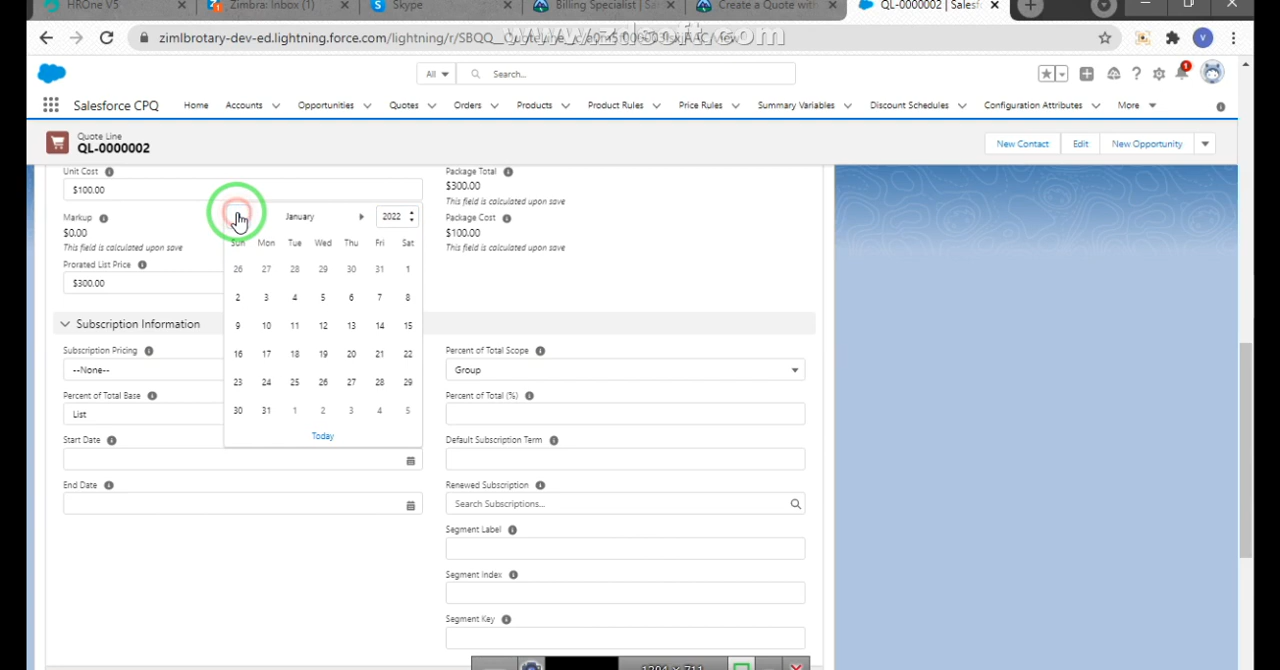 HROne V5
Zimbra: Inbox (1)
Skype
Billing Specialist | Sa
Create a Quote with
QL-0000002 | Salesf
zimlbrotary-dev-ed.lightning.force.com/lightning/r/SBQQ_
V
All
Search...
1
Salesforce CPQ
Home
Accounts
Opportunities
Quotes
Orders
Products
Product Rules
Price Rules
Summary Variables
Discount Schedules
Configuration Attributes
More
Quote Line
QL-0000002
New Contact
Edit
New Opportunity
Unit Cost
$100.00
Package Total
$300.00
This field is calculated upon save
Markup
$0.00
This field is calculated upon save
Package Cost
$100.00
This field is calculated upon save
Prorated List Price
$300.00
January
2022
Sun Mon Tue Wed Thu Fri Sat
26 27 28 29 30 31 1
2 3 4 5 6 7 8
9 10 11 12 13 14 15
16 17 18 19 20 21 22
23 24 25 26 27 28 29
30 31 1 2 3 4 5
Today
Subscription Information
Subscription Pricing
--None--
Percent of Total Scope
Group
Percent of Total Base
List
Percent of Total (%)
Start Date
Default Subscription Term
End Date
Renewed Subscription
Search Subscriptions...
Segment Label
Segment Index
Segment Key